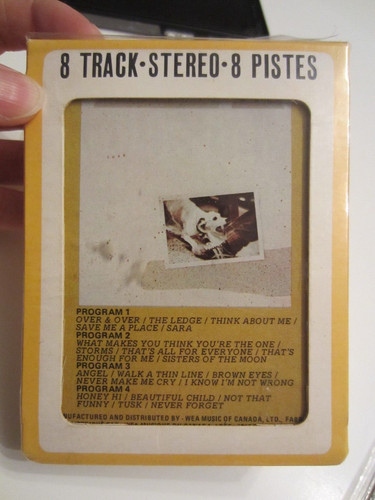 8 TRACK•STEREO•8 PISTES
TUSK
PROGRAM 1
OVER & OVER / THE LEDGE / THINK ABOUT ME /
SAVE ME A PLACE / SARA
PROGRAM 2
WHAT MAKES YOU THINK YOU'RE THE ONE /
STORMS / THAT'S ALL FOR EVERYONE / THAT'S
ENOUGH FOR ME / SISTERS OF THE MOON
PROGRAM 3
ANGEL / WALK A THIN LINE / BROWN EYES /
NEVER MAKE ME CRY / I KNOW I'M NOT WRONG
PROGRAM 4
HONEY HI / BEAUTIFUL CHILD / NOT THAT
FUNNY / TUSK / NEVER FORGET
UFACTURED AND DISTRIBUTED BY - WEA MUSIC OF CANADA, LTD.,